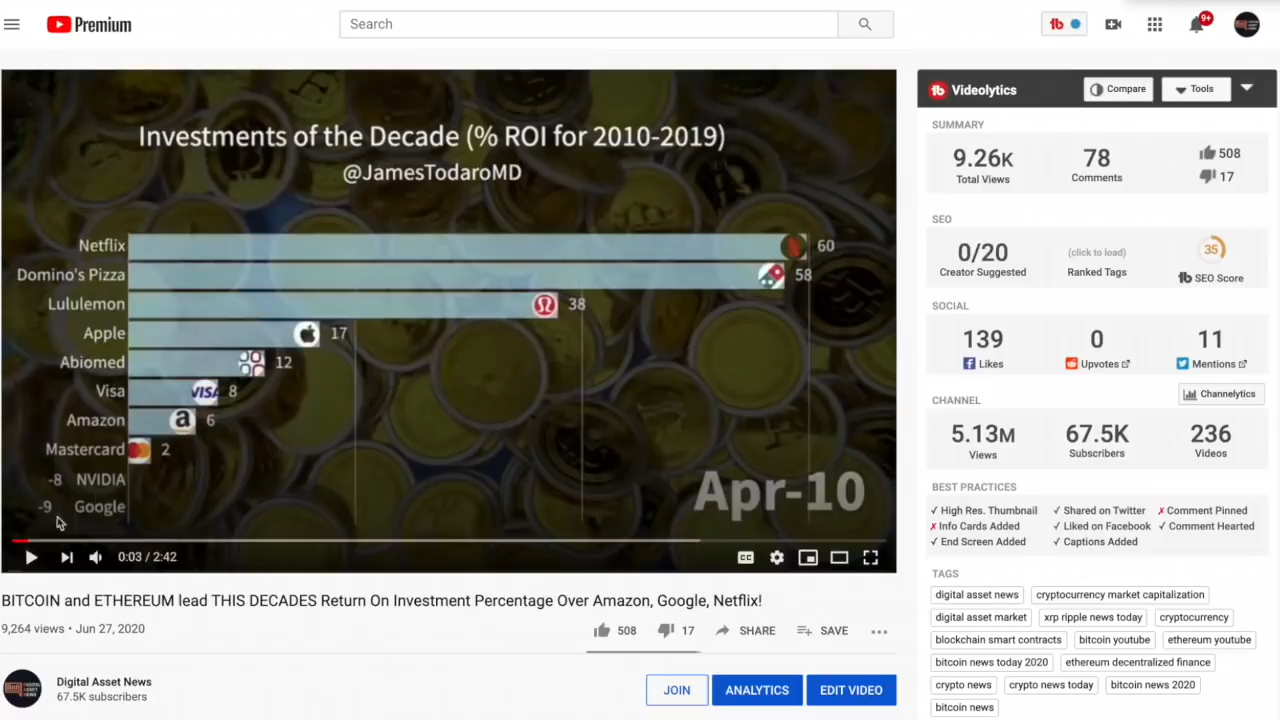 Premium
Search
9+
Investments of the Decade (% ROI for 2010-2019)
@JamesTodaroMD
Netflix 60
Domino's Pizza 58
Lululemon 38
Apple 17
Abiomed 12
Visa VISA 8
Amazon a 6
Mastercard 2
-8 NVIDIA
-9 Google
Apr-10
0:03 / 2:42
CC
BITCOIN and ETHEREUM lead THIS DECADES Return On Investment Percentage Over Amazon, Google, Netflix!
9,264 views • Jun 27, 2020
508 17 SHARE SAVE
Digital Asset News
67.5K subscribers
JOIN ANALYTICS EDIT VIDEO
tb Videolytics Compare Tools
SUMMARY
9.26K 78 508
Total Views Comments 17
SEO
0/20 (click to load) 35
Creator Suggested Ranked Tags tb SEO Score
SOCIAL
139 0 11
Likes Upvotes Mentions
CHANNEL Channelytics
5.13M 67.5K 236
Views Subscribers Videos
BEST PRACTICES
✓ High Res. Thumbnail ✓ Shared on Twitter ✗ Comment Pinned
✗ Info Cards Added ✓ Liked on Facebook ✓ Comment Hearted
✓ End Screen Added ✓ Captions Added
TAGS
digital asset news cryptocurrency market capitalization
digital asset market xrp ripple news today cryptocurrency
blockchain smart contracts bitcoin youtube ethereum youtube
bitcoin news today 2020 ethereum decentralized finance
crypto news crypto news today bitcoin news 2020
bitcoin news